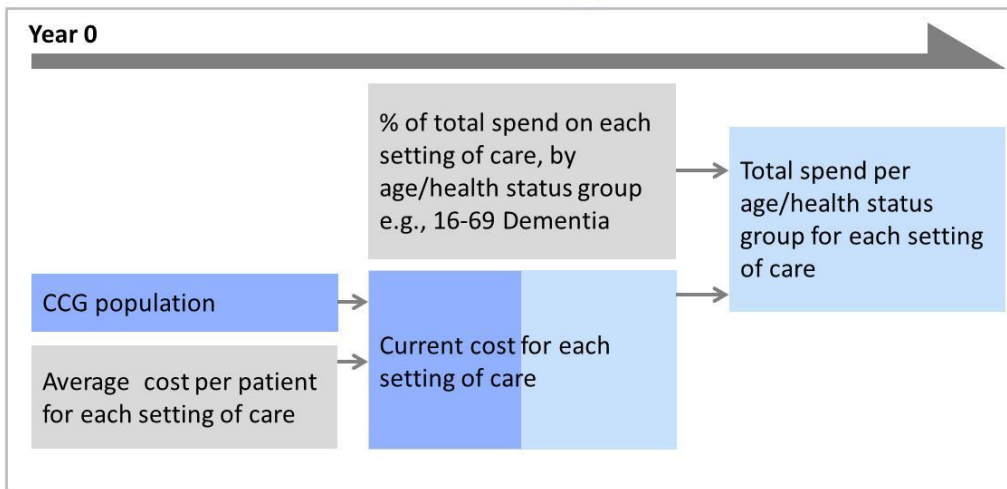 Year 0
% of total spend on each
setting of care, by
age/health status group
e.g., 16-69 Dementia
Total spend per
age/health status
group for each setting
of care
CCG population
Current cost for each
setting of care
Average cost per patient
for each setting of care